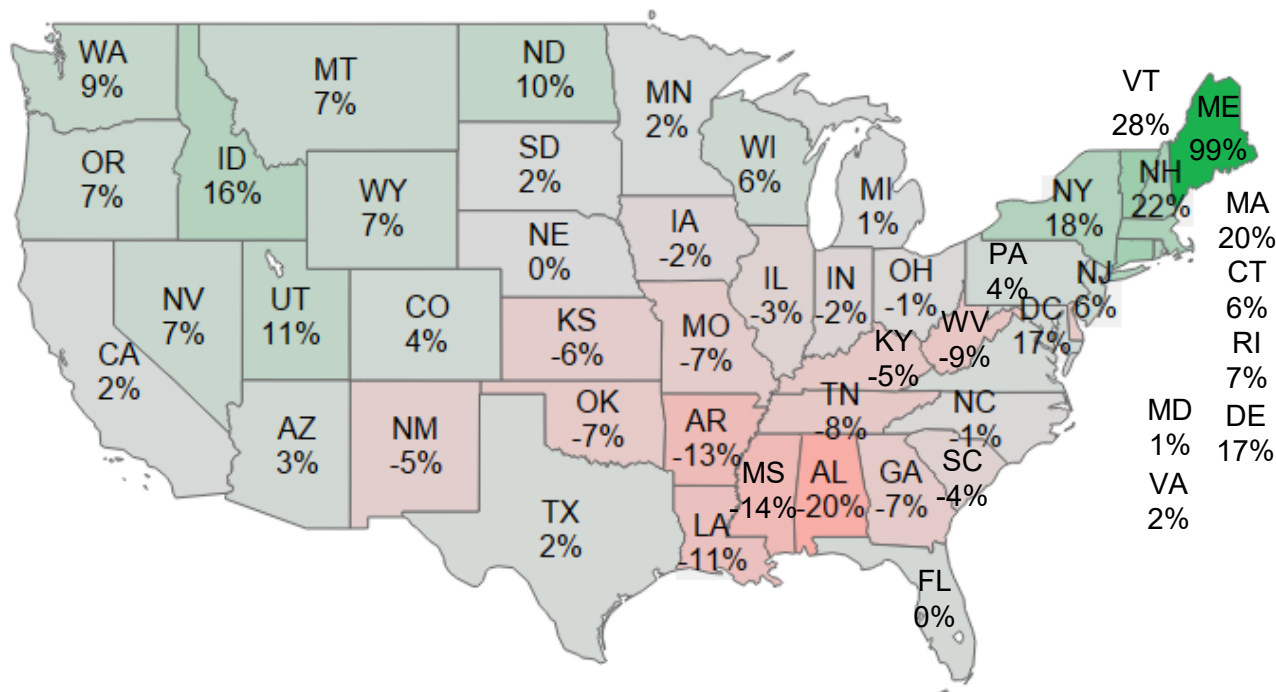 WA
9%
MT
7%
ND
10%
MN
2%
VT
28%
ME
99%
OR
7%
ID
16%
WY
7%
SD
2%
WI
6%
MI
1%
NY
18%
NH
22%
MA
20%
NE
0%
IA
-2%
PA
4%
NJ
6%
CT
6%
NV
7%
UT
11%
CO
4%
KS
-6%
MO
-7%
IL
-3%
IN
-2%
OH
-1%
WV
-9%
DC
17%
RI
7%
CA
2%
KY
-5%
AZ
3%
NM
-5%
OK
-7%
AR
-13%
TN
-8%
NC
-1%
MD
1%
DE
17%
TX
2%
LA
-11%
MS
-14%
AL
-20%
GA
-7%
SC
-4%
VA
2%
FL
0%